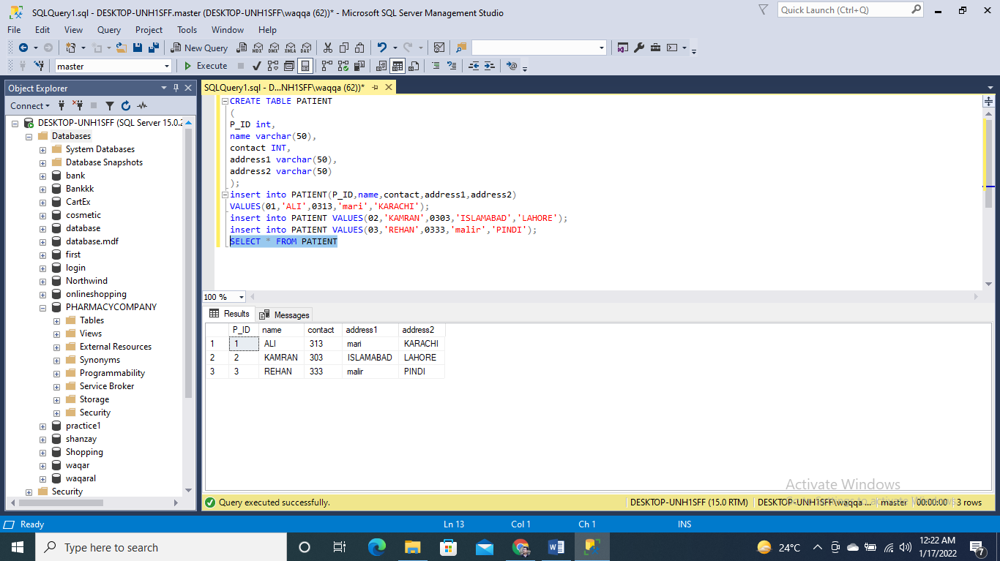 SQLQuery1.sql - DESKTOP-UNH1SFF.master (DESKTOP-UNH1SFF\waqqa (62))* - Microsoft SQL Server Management Studio
Quick Launch (Ctrl+Q)
File Edit View Query Project Tools Window Help
New Query
MDX DMX XMLA DAX
master
Execute
Object Explorer
Connect
DESKTOP-UNH1SFF (SQL Server 15.0.2
Databases
System Databases
Database Snapshots
bank
Bankkk
CartEx
cosmetic
database
database.mdf
first
login
Northwind
onlineshopping
PHARMACYCOMPANY
Tables
Views
External Resources
Synonyms
Programmability
Service Broker
Storage
Security
practice1
shanzay
Shopping
waqar
waqaral
Security
SQLQuery1.sql - D...NH1SFF\waqqa (62))*
CREATE TABLE PATIENT
(
P_ID int,
name varchar(50),
contact INT,
address1 varchar(50),
address2 varchar(50)
);
insert into PATIENT(P_ID,name,contact,address1,address2)
VALUES(01,'ALI',0313,'mari','KARACHI');
insert into PATIENT VALUES(02,'KAMRAN',0303,'ISLAMABAD','LAHORE');
insert into PATIENT VALUES(03,'REHAN',0333,'malir','PINDI');
SELECT * FROM PATIENT
100 %
Results Messages
P_ID name contact address1 address2
1 1 ALI 313 mari KARACHI
2 2 KAMRAN 303 ISLAMABAD LAHORE
3 3 REHAN 333 malir PINDI
Activate Windows
Go to Settings to activate Windows.
Query executed successfully.
DESKTOP-UNH1SFF (15.0 RTM) DESKTOP-UNH1SFF\waqqa ... master 00:00:00 3 rows
Ready Ln 13 Col 1 Ch 1 INS
Type here to search
24°C
12:22 AM
1/17/2022
7